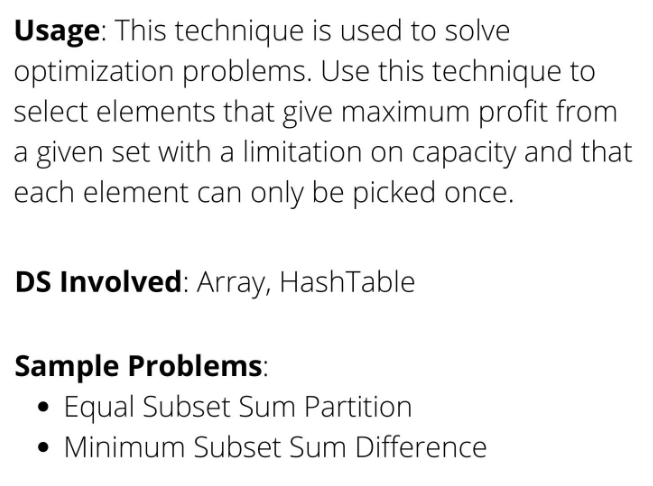 Usage: This technique is used to solve
optimization problems. Use this technique to
select elements that give maximum profit from
a given set with a limitation on capacity and that
each element can only be picked once.
DS Involved: Array, HashTable
Sample Problems:
• Equal Subset Sum Partition
• Minimum Subset Sum Difference